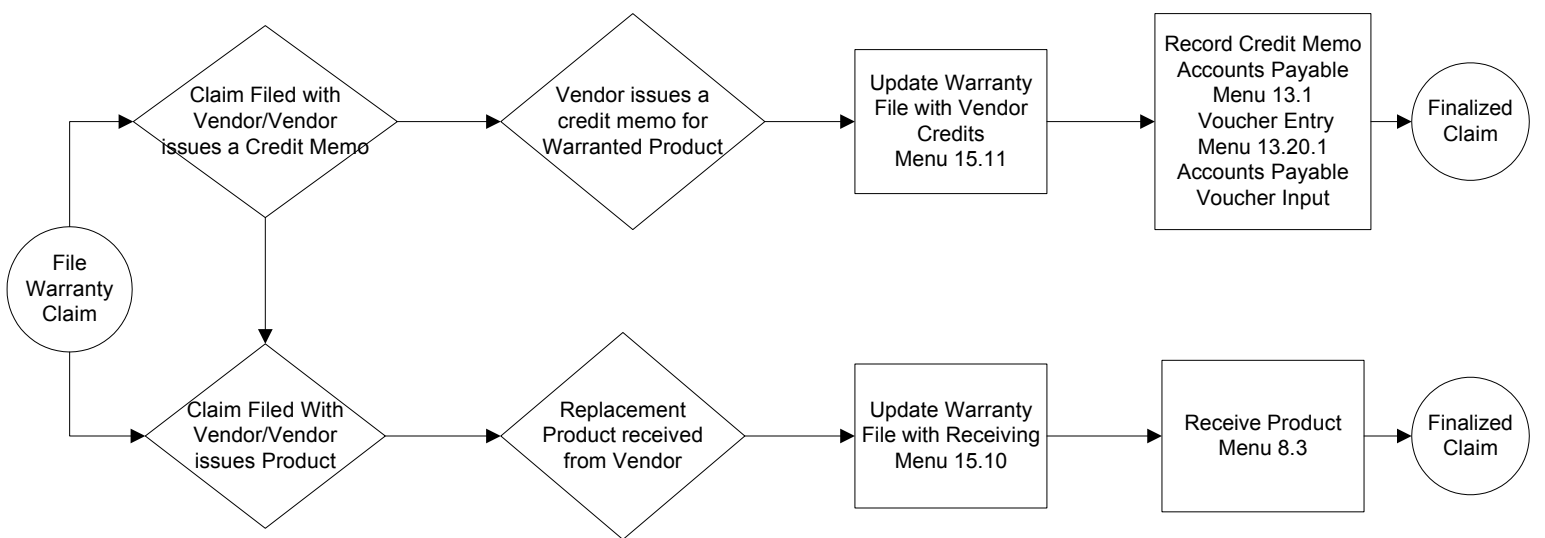 Claim Filed with
Vendor/Vendor
issues a Credit Memo
Vendor issues a
credit memo for
Warranted Product
Update Warranty
File with Vendor
Credits
Menu 15.11
Record Credit Memo
Accounts Payable
Menu 13.1
Voucher Entry
Menu 13.20.1
Accounts Payable
Voucher Input
Finalized
Claim
File
Warranty
Claim
Claim Filed With
Vendor/Vendor
issues Product
Replacement
Product received
from Vendor
Update Warranty
File with Receiving
Menu 15.10
Receive Product
Menu 8.3
Finalized
Claim